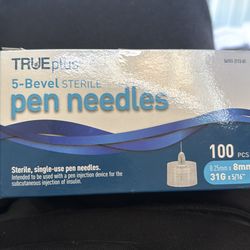 TRUEplus
5-Bevel STERILE
pen needles
100 PCS
Sterile, single-use pen needles.
Intended to be used with a pen injection device for the
subcutaneous injection of insulin.
0.25mm x 8mm
31G x 5/16"